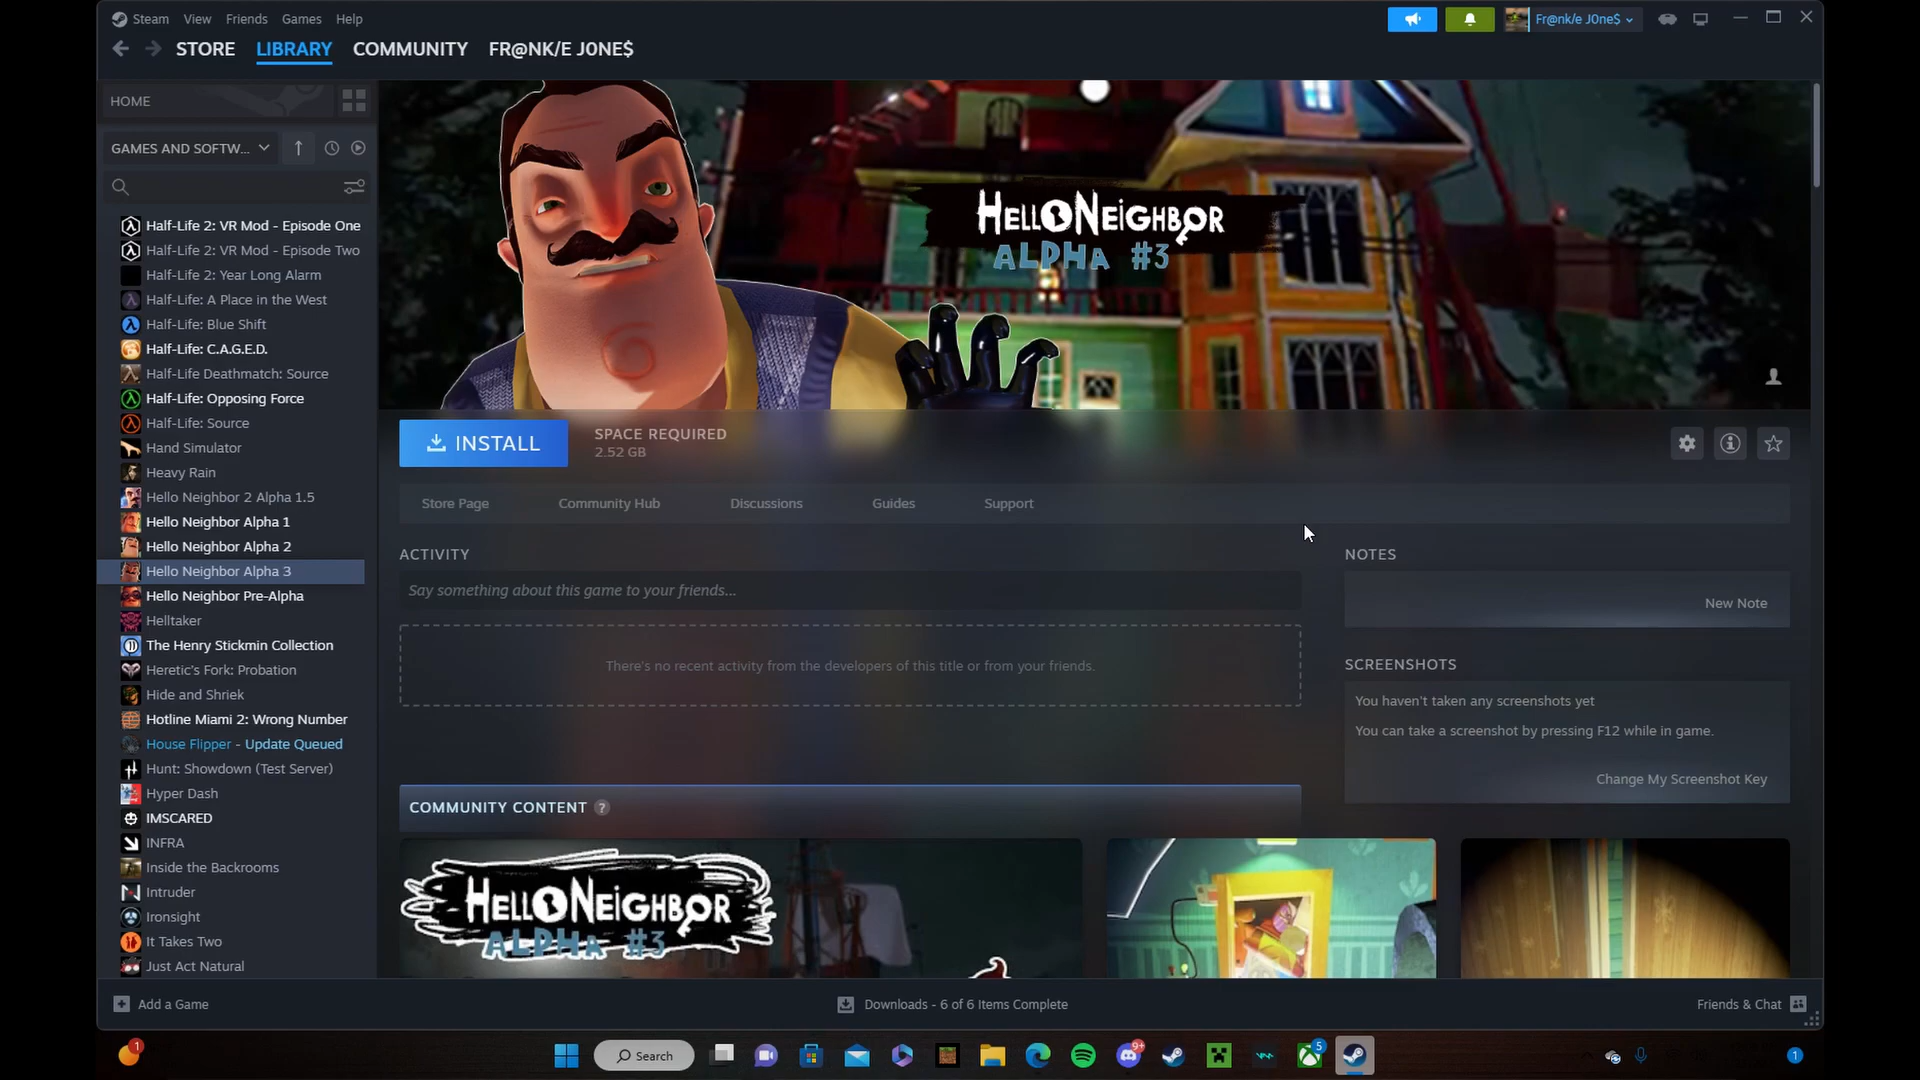 Steam View Friends Games Help
Fr@nk/e J0ne$
STORE LIBRARY COMMUNITY FR@NK/E J0NE$
HOME
GAMES AND SOFTW...
Half-Life 2: VR Mod - Episode One
Half-Life 2: VR Mod - Episode Two
Half-Life 2: Year Long Alarm
Half-Life: A Place in the West
Half-Life: Blue Shift
Half-Life: C.A.G.E.D.
Half-Life Deathmatch: Source
Half-Life: Opposing Force
Half-Life: Source
Hand Simulator
Heavy Rain
Hello Neighbor 2 Alpha 1.5
Hello Neighbor Alpha 1
Hello Neighbor Alpha 2
Hello Neighbor Alpha 3
Hello Neighbor Pre-Alpha
Helltaker
The Henry Stickmin Collection
Heretic's Fork: Probation
Hide and Shriek
Hotline Miami 2: Wrong Number
House Flipper - Update Queued
Hunt: Showdown (Test Server)
Hyper Dash
IMSCARED
INFRA
Inside the Backrooms
Intruder
Ironsight
It Takes Two
Just Act Natural
HELLO NEIGHBOR
ALPHA #3
INSTALL
SPACE REQUIRED
2.52 GB
Store Page Community Hub Discussions Guides Support
ACTIVITY
Say something about this game to your friends...
There's no recent activity from the developers of this title or from your friends.
NOTES
New Note
SCREENSHOTS
You haven't taken any screenshots yet
You can take a screenshot by pressing F12 while in game.
Change My Screenshot Key
COMMUNITY CONTENT ?
HELLO NEIGHBOR
ALPHA #3
Add a Game
Downloads - 6 of 6 Items Complete
Friends & Chat
1
Search
9+
5
1